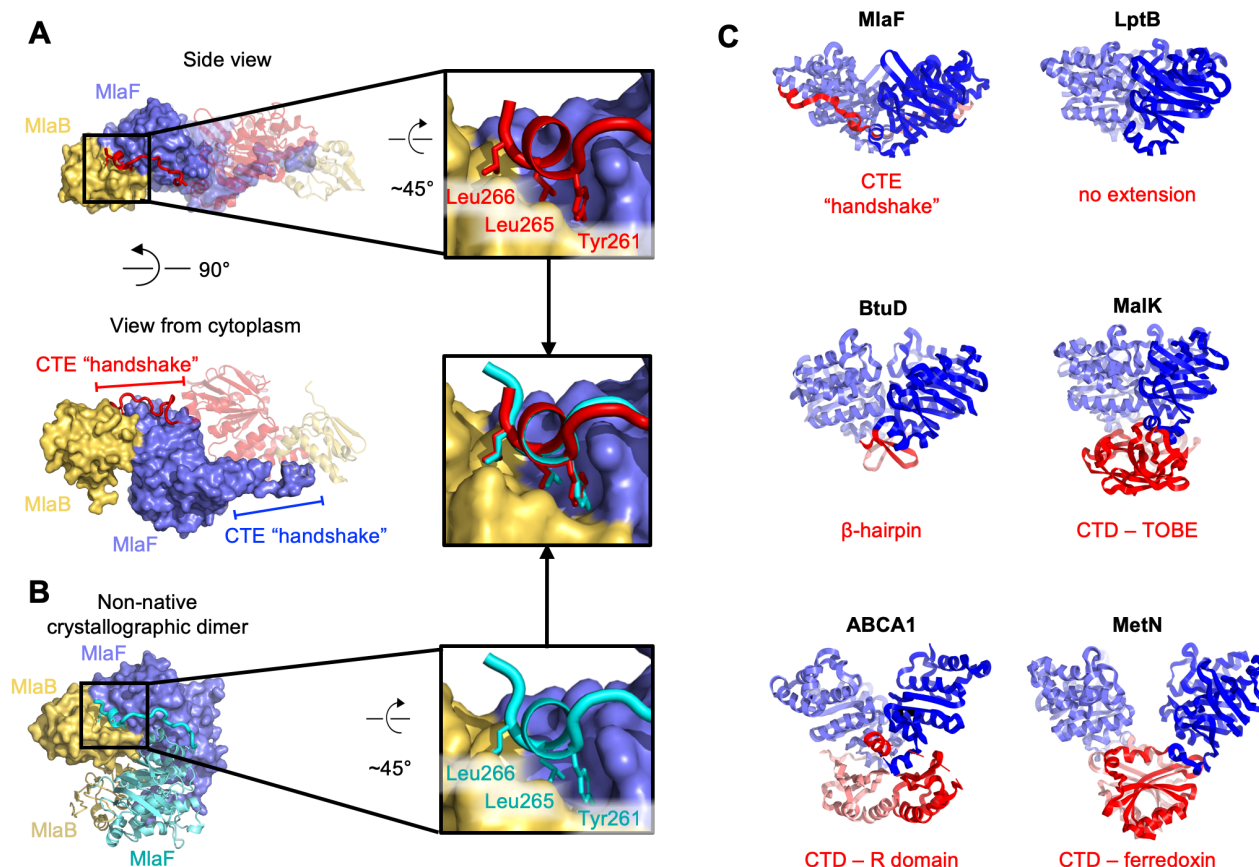 A
Side view
MlaF
MlaB
~45°
Leu266
Leu265
Tyr261
90°
View from cytoplasm
CTE “handshake”
MlaB
MlaF
CTE “handshake”
B
Non-native
crystallographic dimer
MlaF
MlaB
MlaB
MlaF
~45°
Leu266
Leu265
Tyr261
C
MlaF
LptB
CTE
“handshake”
no extension
BtuD
MalK
β-hairpin
CTD – TOBE
ABCA1
MetN
CTD – R domain
CTD – ferredoxin